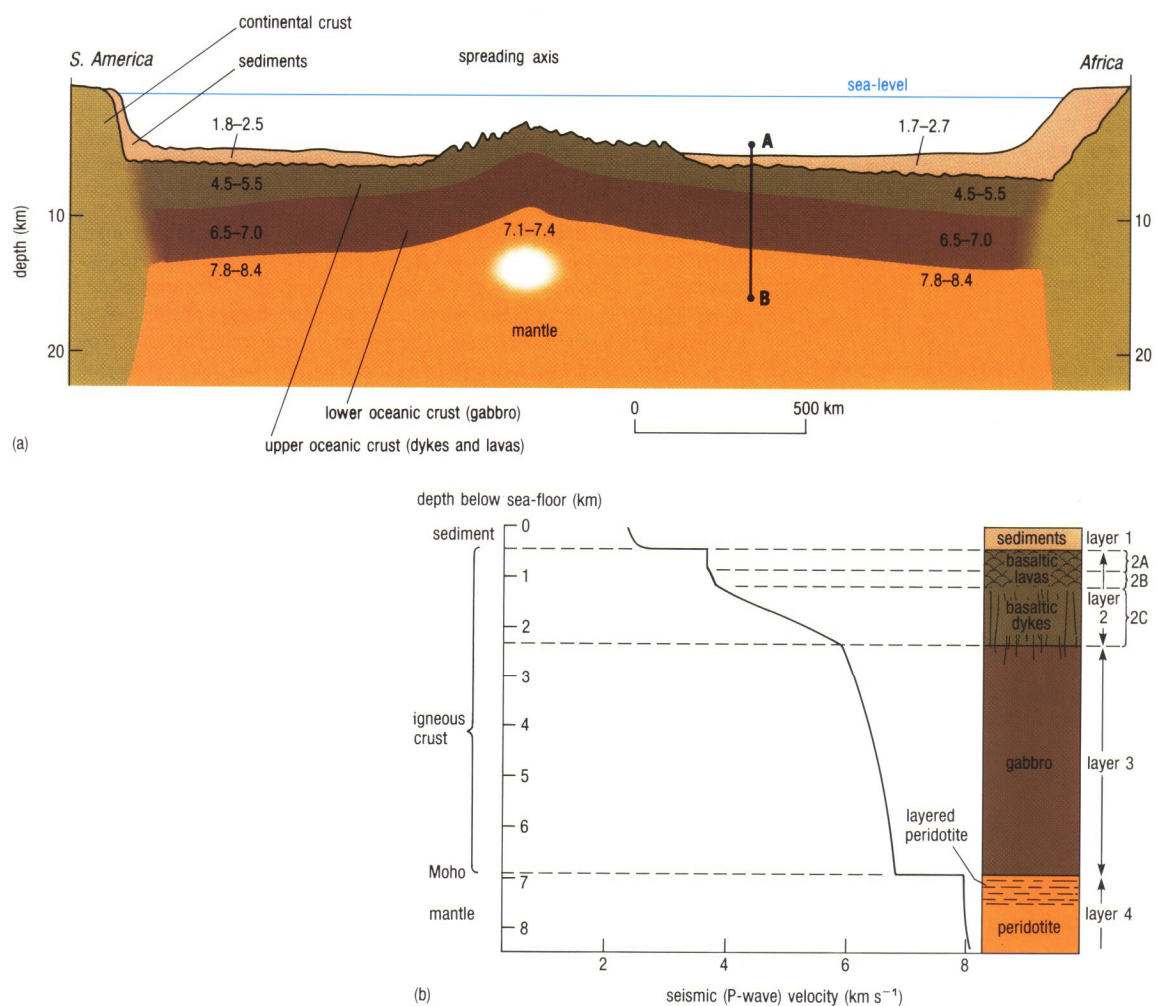 continental crust
S. America
sediments
spreading axis
Africa
sea-level
1.8–2.5
1.7–2.7
A
4.5–5.5
4.5–5.5
10
10
6.5–7.0
7.1–7.4
6.5–7.0
7.8–8.4
7.8–8.4
B
depth (km)
mantle
20
20
lower oceanic crust (gabbro)
0
500 km
upper oceanic crust (dykes and lavas)
(a)
depth below sea-floor (km)
sediment
0
sediments
layer 1
basaltic
lavas
2A
1
2B
basaltic
dykes
layer
2
2C
2
3
4
igneous
crust
gabbro
layer 3
5
6
layered
peridotite
Moho
7
mantle
layer 4
8
peridotite
2
4
6
8
(b)
seismic (P-wave) velocity (km s⁻¹)